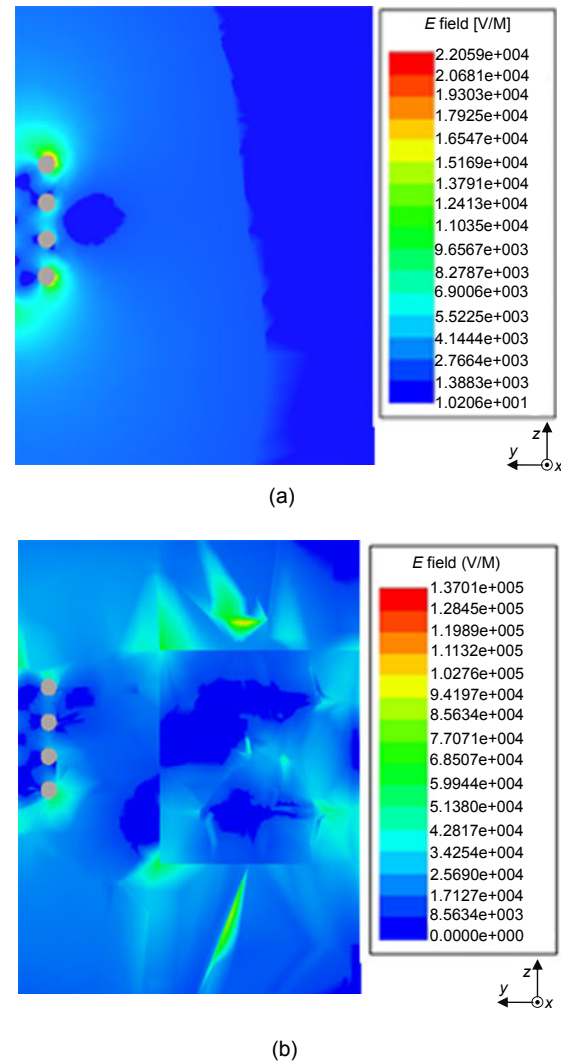 E field [V/M]
2.2059e+004
2.0681e+004
1.9303e+004
1.7925e+004
1.6547e+004
1.5169e+004
1.3791e+004
1.2413e+004
1.1035e+004
9.6567e+003
8.2787e+003
6.9006e+003
5.5225e+003
4.1444e+003
2.7664e+003
1.3883e+003
1.0206e+001
z
y
x
(a)
E field (V/M)
1.3701e+005
1.2845e+005
1.1989e+005
1.1132e+005
1.0276e+005
9.4197e+004
8.5634e+004
7.7071e+004
6.8507e+004
5.9944e+004
5.1380e+004
4.2817e+004
3.4254e+004
2.5690e+004
1.7127e+004
8.5634e+003
0.0000e+000
z
y
x
(b)